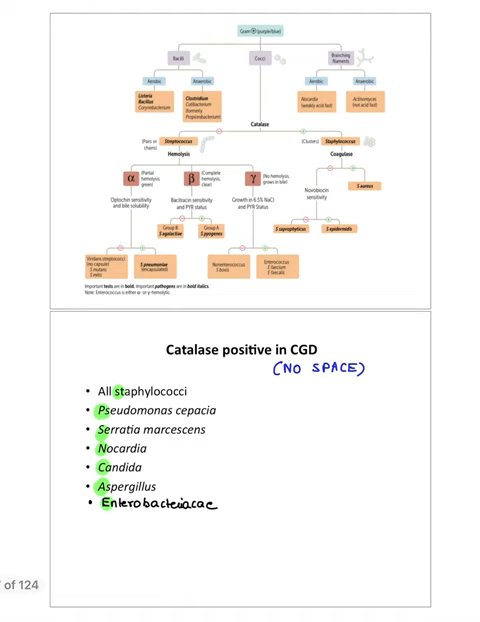 Gram ⊕ (purple/blue)
Bacilli
Cocci
Branching
filaments
Aerobic
Anaerobic
Aerobic
Anaerobic
Listeria
Bacillus
Corynebacterium
Clostridium
Cutibacterium
(formerly
Propionibacterium)
Nocardia
(weakly acid fast)
Actinomyces
(not acid fast)
Catalase
(Pairs or
chains)
Streptococcus
(Clusters)
Staphylococcus
Hemolysis
Coagulase
α
(Partial
hemolysis,
green)
β
(Complete
hemolysis,
clear)
γ
(No hemolysis,
grows in bile)
Novobiocin
sensitivity
S aureus
Optochin sensitivity
and bile solubility
Bacitracin sensitivity
and PYR status
Growth in 6.5% NaCl
and PYR Status
Group B
S agalactiae
Group A
S pyogenes
S saprophyticus
S epidermidis
Viridans streptococci
(no capsule)
S mutans
S mitis
S pneumoniae
(encapsulated)
Nonenterococcus
S bovis
Enterococcus
E faecium
E faecalis
Important tests are in bold. Important pathogens are in bold italics.
Note: Enterococcus is either α- or γ-hemolytic.
Catalase positive in CGD
(NO SPACE)
• All staphylococci
• Pseudomonas cepacia
• Serratia marcescens
• Nocardia
• Candida
• Aspergillus
• Enterobacteriacae
of 124